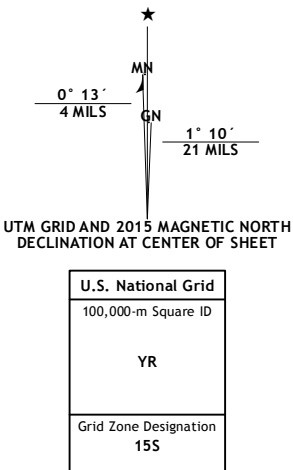 MN
0° 13´
4 MILS
GN
1° 10´
21 MILS
UTM GRID AND 2015 MAGNETIC NORTH
DECLINATION AT CENTER OF SHEET
U.S. National Grid
100,000-m Square ID
YR
Grid Zone Designation
15S